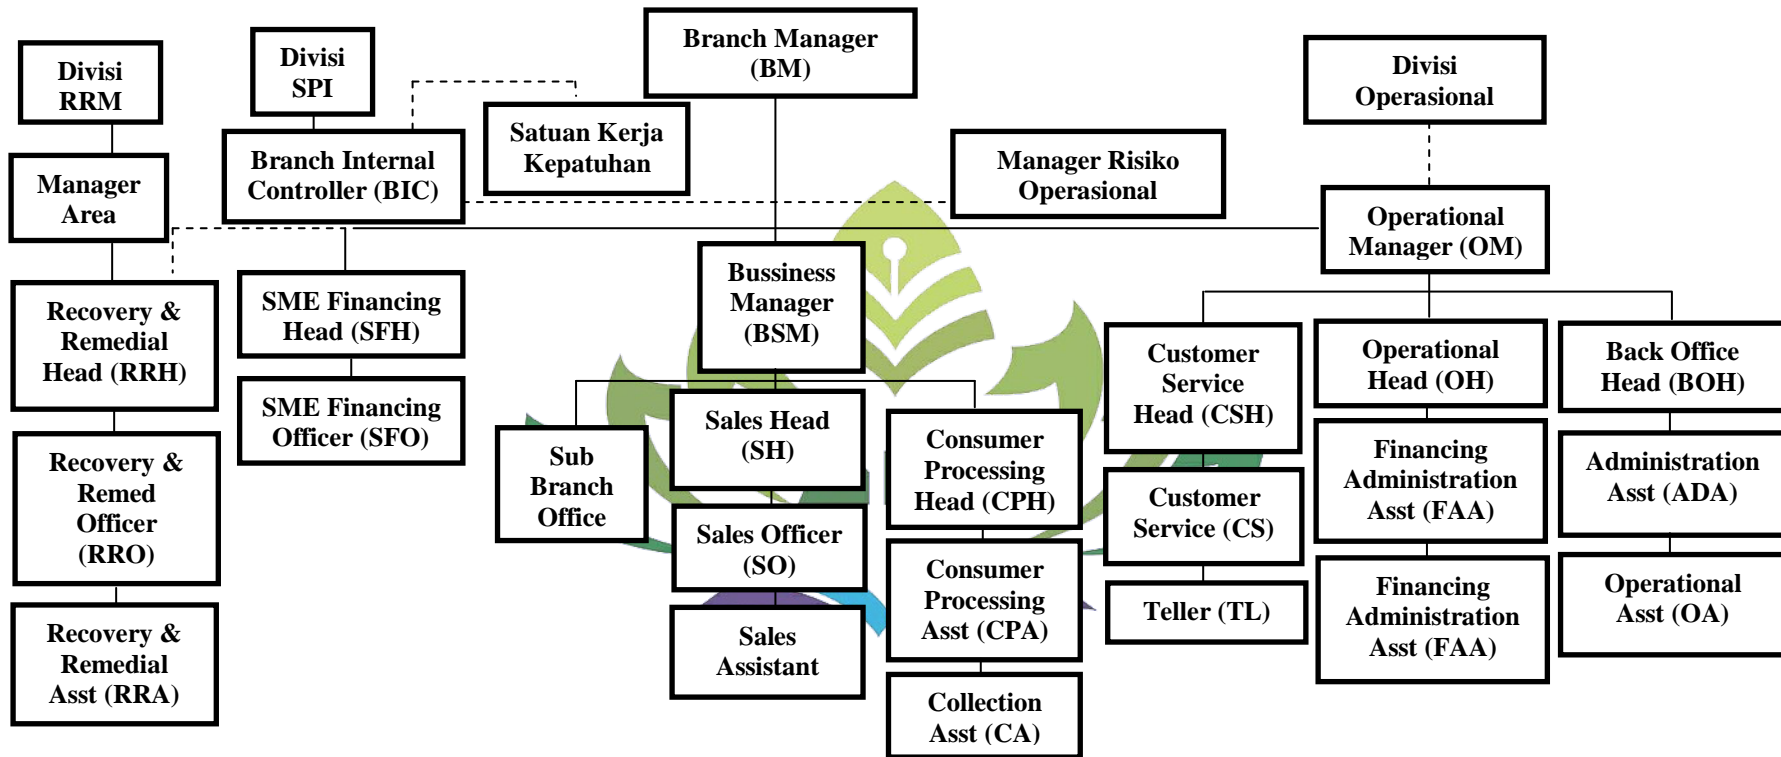 Branch Manager
(BM)
Divisi
RRM
Divisi
SPI
Divisi
Operasional
Satuan Kerja
Kepatuhan
Branch Internal
Controller (BIC)
Manager Risiko
Operasional
Manager
Area
Operational
Manager (OM)
Bussiness
Manager
(BSM)
Recovery &
Remedial
Head (RRH)
SME Financing
Head (SFH)
Customer
Service
Head (CSH)
Operational
Head (OH)
Back Office
Head (BOH)
SME Financing
Officer (SFO)
Sub
Branch
Office
Sales Head
(SH)
Consumer
Processing
Head (CPH)
Recovery &
Remed
Officer
(RRO)
Customer
Service (CS)
Financing
Administration
Asst (FAA)
Administration
Asst (ADA)
Sales Officer
(SO)
Consumer
Processing
Asst (CPA)
Teller (TL)
Financing
Administration
Asst (FAA)
Operational
Asst (OA)
Recovery &
Remedial
Asst (RRA)
Sales
Assistant
Collection
Asst (CA)